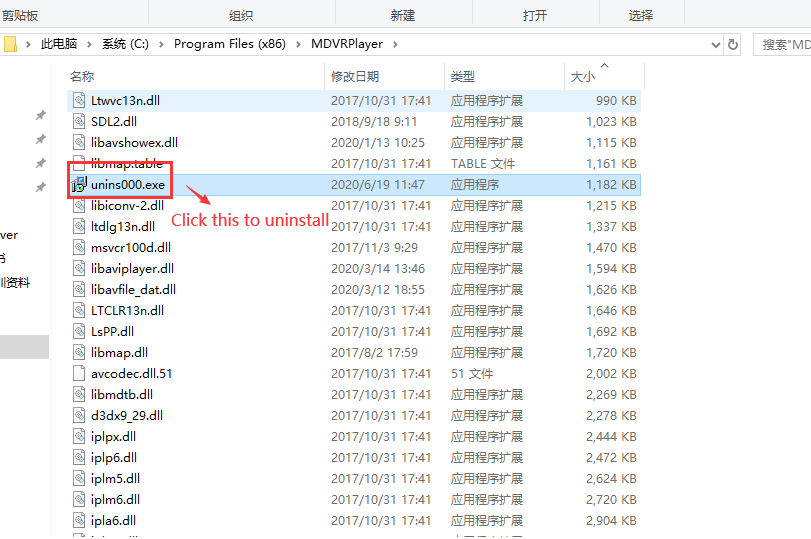 剪贴板 组织 新建 打开 选择
此电脑 > 系统 (C:) > Program Files (x86) > MDVRPlayer > 搜索"MD
名称 修改日期 类型 大小
Ltwvc13n.dll 2017/10/31 17:41 应用程序扩展 990 KB
SDL2.dll 2018/9/18 9:11 应用程序扩展 1,023 KB
libavshowex.dll 2020/1/13 10:25 应用程序扩展 1,115 KB
libmap.table 2017/10/31 17:41 TABLE 文件 1,161 KB
unins000.exe 2020/6/19 11:47 应用程序 1,182 KB
libiconv-2.dll 2017/10/31 17:41 应用程序扩展 1,215 KB
Click this to uninstall
ltdlg13n.dll 2017/10/31 17:41 应用程序扩展 1,337 KB
ver
msvcr100d.dll 2017/11/3 9:29 应用程序扩展 1,470 KB
书
libaviplayer.dll 2020/3/14 13:46 应用程序扩展 1,594 KB
资料
libavfile_dat.dll 2020/3/12 18:55 应用程序扩展 1,626 KB
LTCLR13n.dll 2017/10/31 17:41 应用程序扩展 1,646 KB
LsPP.dll 2017/10/31 17:41 应用程序扩展 1,692 KB
libmap.dll 2017/8/2 17:59 应用程序扩展 1,720 KB
avcodec.dll.51 2017/10/31 17:41 51 文件 2,002 KB
libmdtb.dll 2017/10/31 17:41 应用程序扩展 2,269 KB
d3dx9_29.dll 2017/10/31 17:41 应用程序扩展 2,278 KB
iplpx.dll 2017/10/31 17:41 应用程序扩展 2,444 KB
iplp6.dll 2017/10/31 17:41 应用程序扩展 2,472 KB
iplm5.dll 2017/10/31 17:41 应用程序扩展 2,624 KB
iplm6.dll 2017/10/31 17:41 应用程序扩展 2,720 KB
ipla6.dll 2017/10/31 17:41 应用程序扩展 2,904 KB